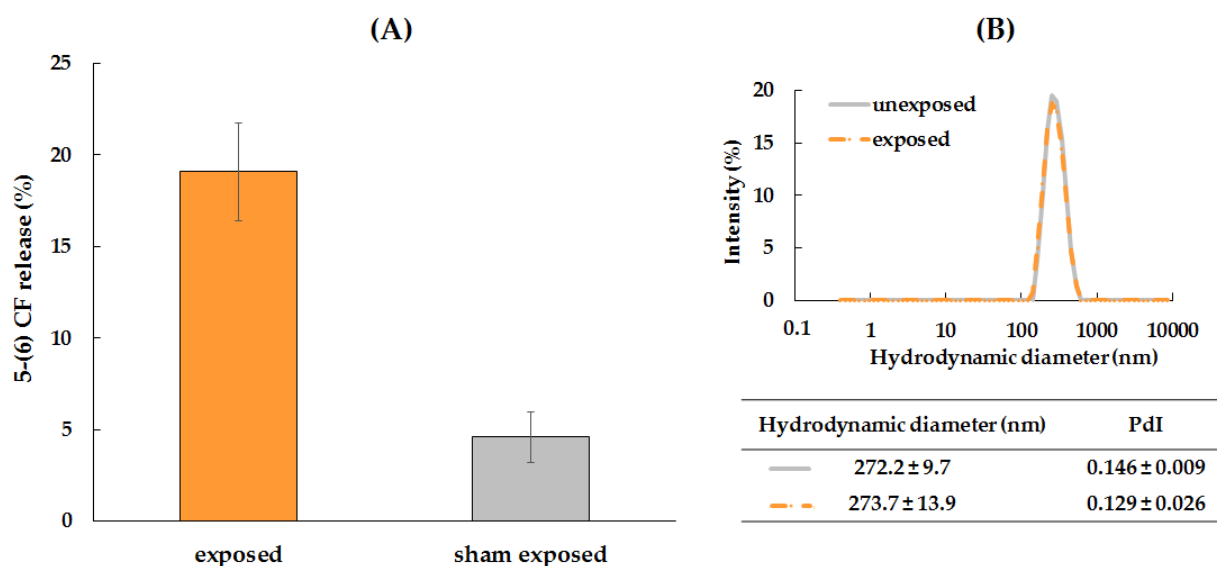 (A)
25
20
15
10
5
0
5-(6) CF release (%)
exposed sham exposed
(B)
20
15
10
5
0
Intensity (%)
unexposed
exposed
0.1 1 10 100 1000 10000
Hydrodynamic diameter (nm)
Hydrodynamic diameter (nm) PdI
272.2 ± 9.7 0.146 ± 0.009
273.7 ± 13.9 0.129 ± 0.026